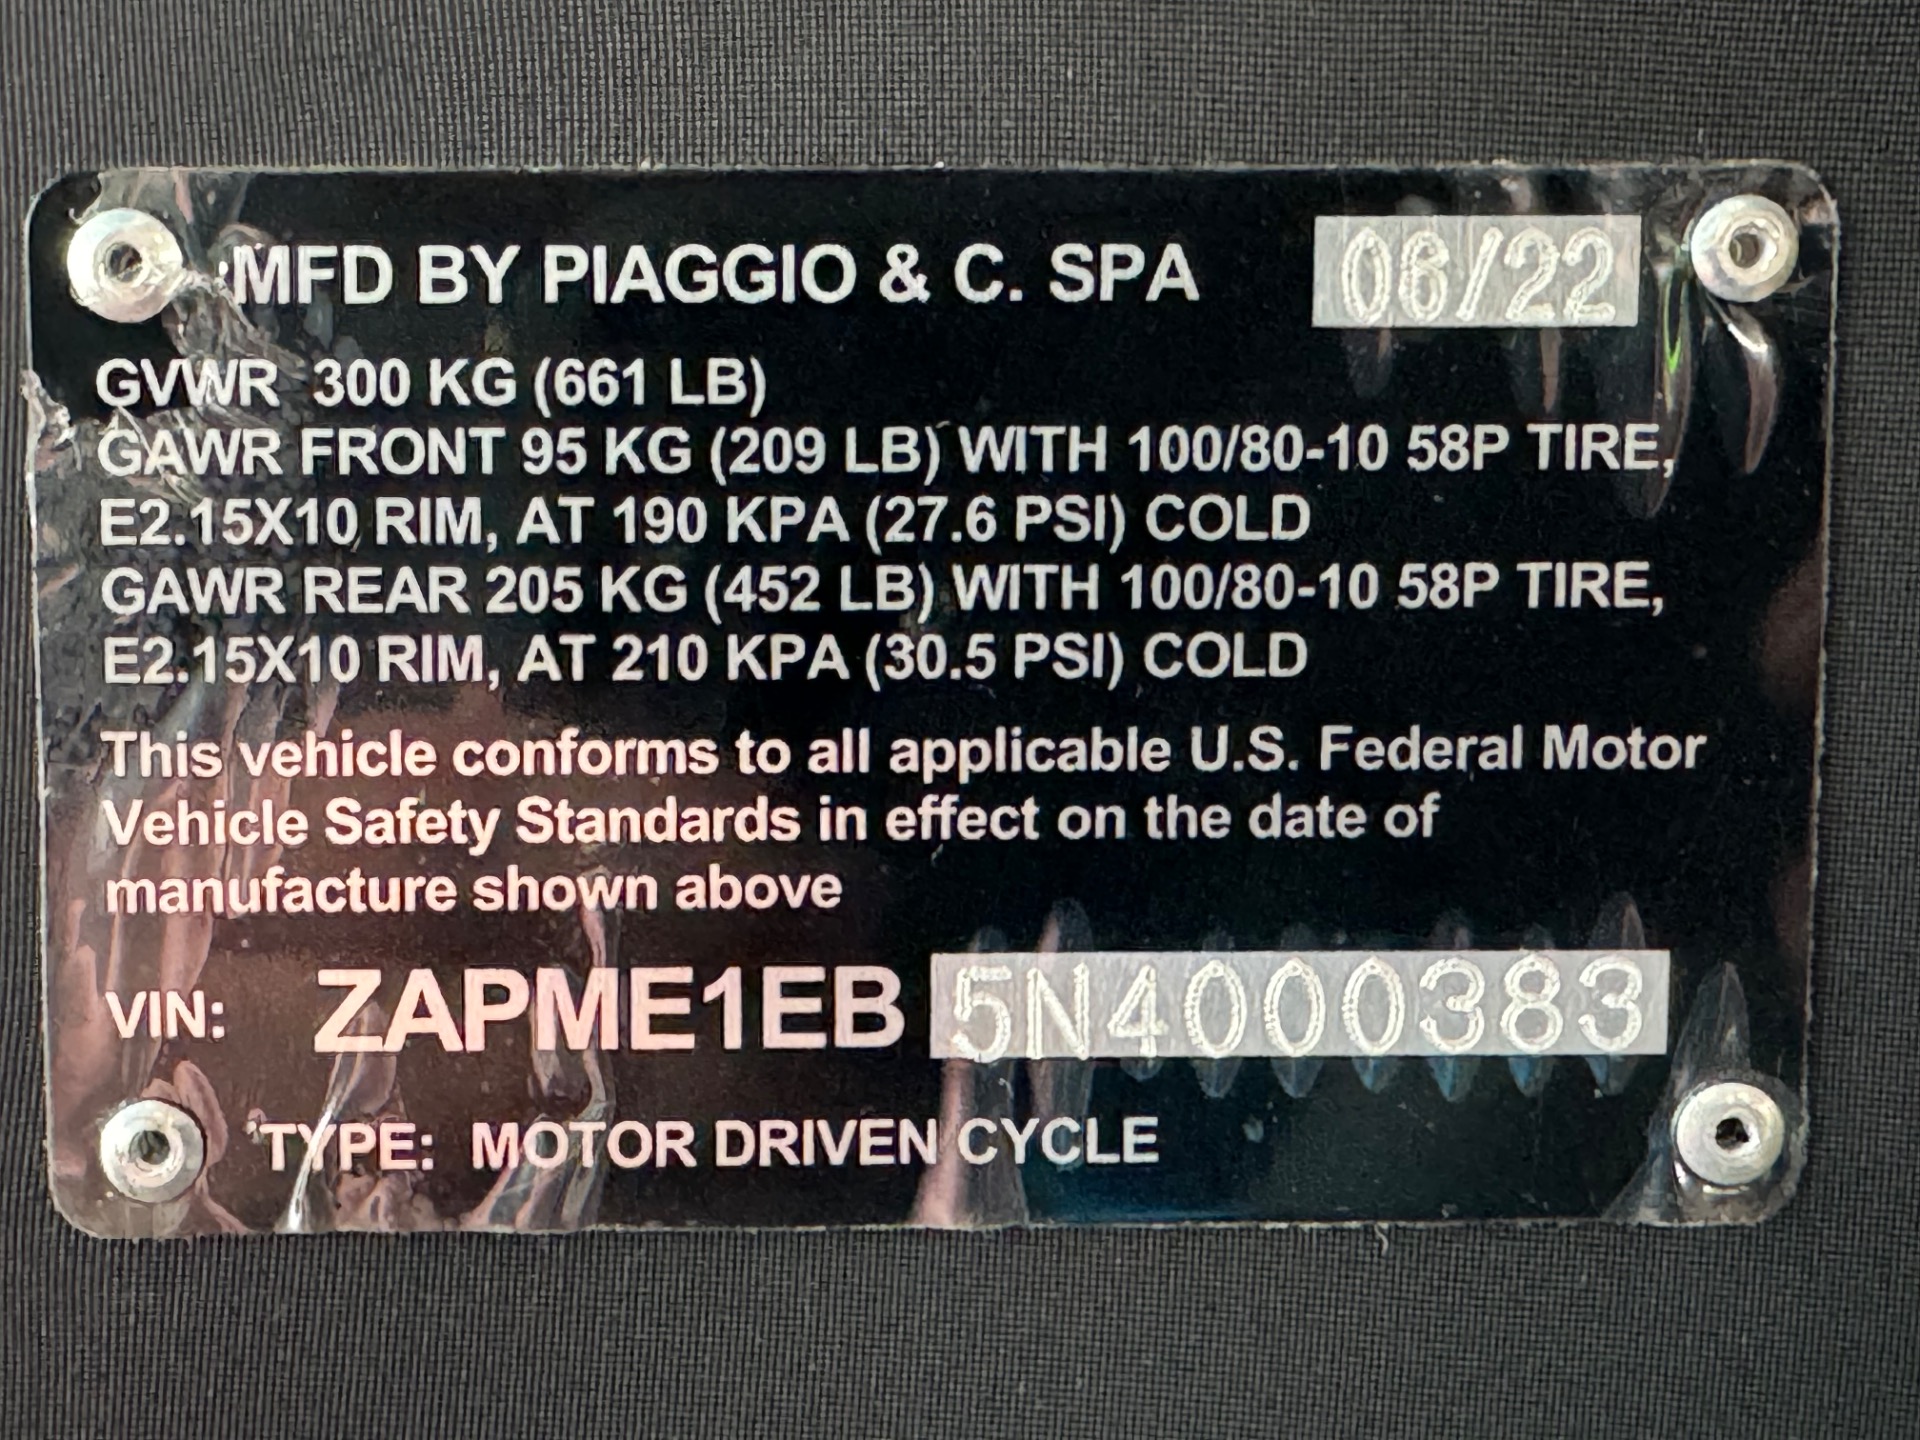 MFD BY PIAGGIO & C. SPA 06/22
GVWR 300 KG (661 LB)
GAWR FRONT 95 KG (209 LB) WITH 100/80-10 58P TIRE,
E2.15X10 RIM, AT 190 KPA (27.6 PSI) COLD
GAWR REAR 205 KG (452 LB) WITH 100/80-10 58P TIRE,
E2.15X10 RIM, AT 210 KPA (30.5 PSI) COLD
This vehicle conforms to all applicable U.S. Federal Motor
Vehicle Safety Standards in effect on the date of
manufacture shown above
VIN: ZAPME1EB5N4000383
TYPE: MOTOR DRIVEN CYCLE